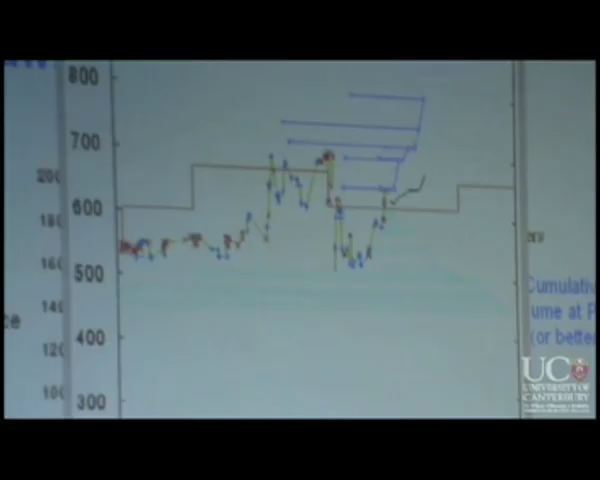 800
700
600
500
400
300
200
180
160
140
120
100
Cumulativ
ume at P
(or bette
UC
UNIVERSITY OF
CANTERBURY